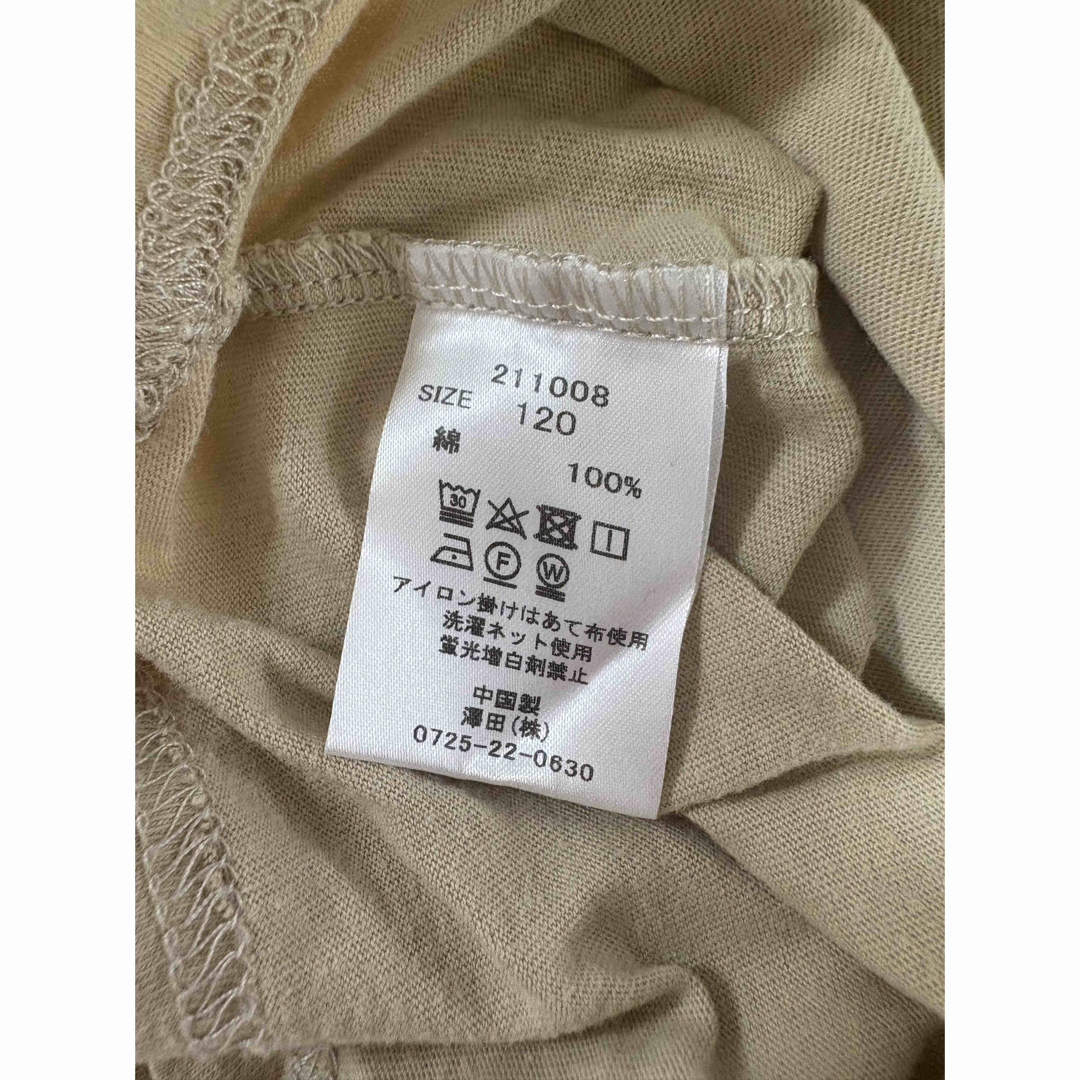 211008
SIZE 120
綿 100%
30
F W
アイロン掛けはあて布使用
洗濯ネット使用
蛍光増白剤禁止
中国製
澤田(株)
0725-22-0630